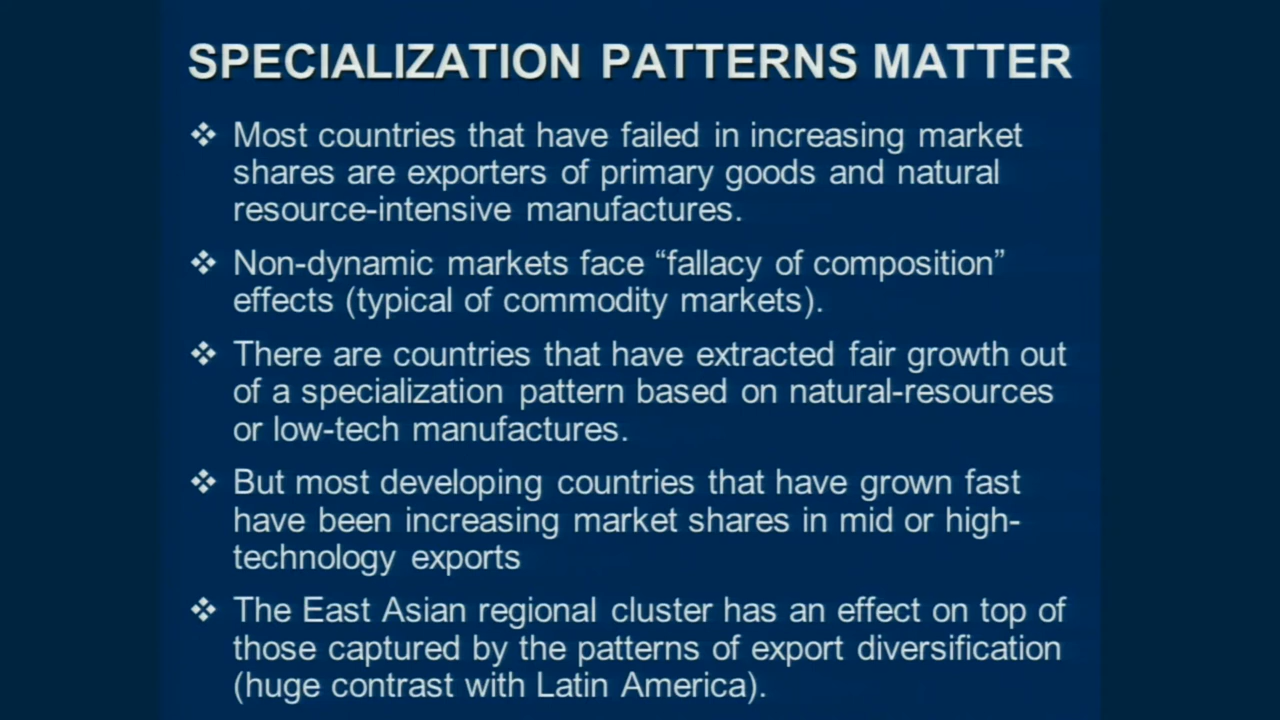 SPECIALIZATION PATTERNS MATTER
❖ Most countries that have failed in increasing market
shares are exporters of primary goods and natural
resource-intensive manufactures.
❖ Non-dynamic markets face “fallacy of composition”
effects (typical of commodity markets).
❖ There are countries that have extracted fair growth out
of a specialization pattern based on natural-resources
or low-tech manufactures.
❖ But most developing countries that have grown fast
have been increasing market shares in mid or high-
technology exports
❖ The East Asian regional cluster has an effect on top of
those captured by the patterns of export diversification
(huge contrast with Latin America).